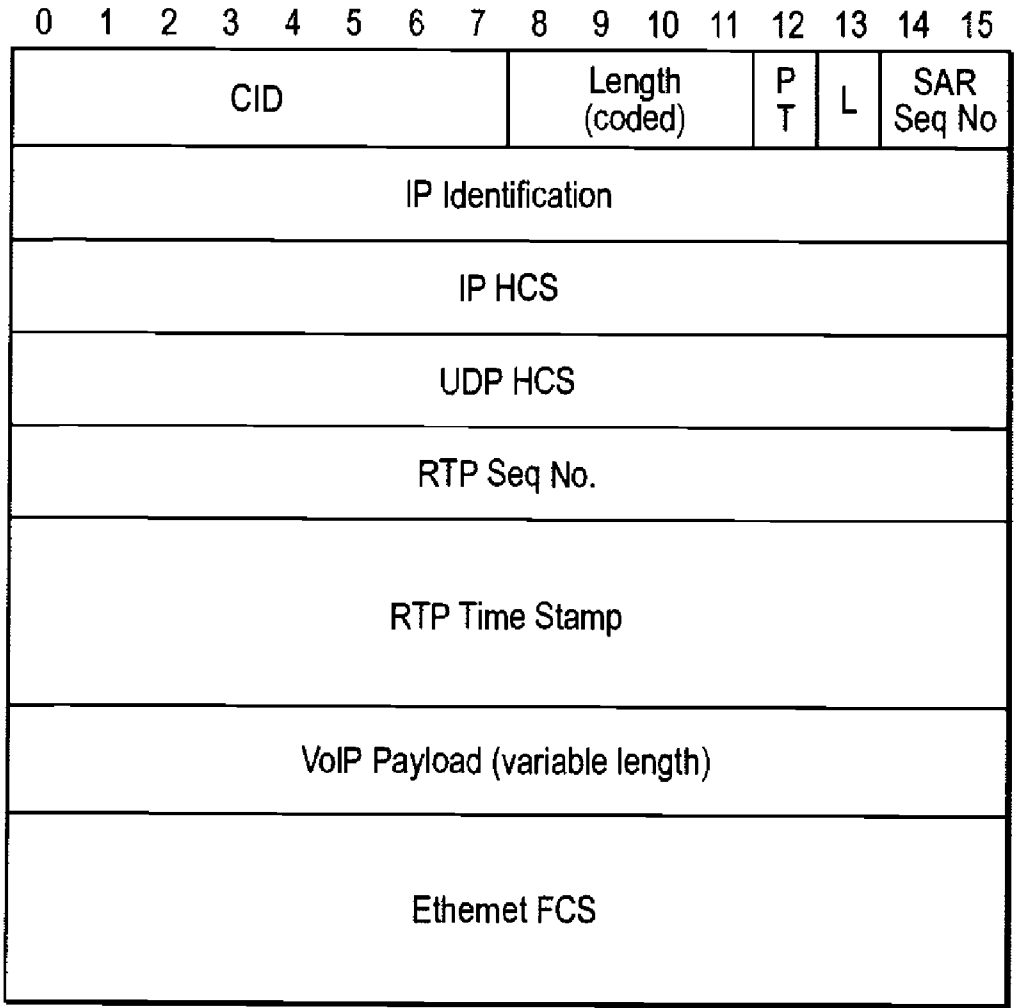 0 1 2 3 4 5 6 7 8 9 10 11 12 13 14 15
CID
Length
(coded)
P
T
L
SAR
Seq No
IP Identification
IP HCS
UDP HCS
RTP Seq No.
RTP Time Stamp
VoIP Payload (variable length)
Ethernet FCS